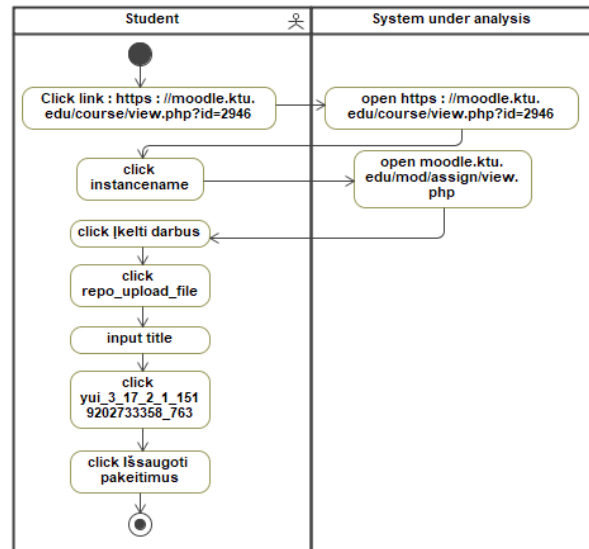 Student
System under analysis
Click link : https : //moodle.ktu.
edu/course/view.php?id=2946
open https : //moodle.ktu.
edu/course/view.php?id=2946
click
instancename
open moodle.ktu.
edu/mod/assign/view.
php
click Įkelti darbus
click
repo_upload_file
input title
click
yui_3_17_2_1_151
9202733358_763
click Išsaugoti
pakeitimus